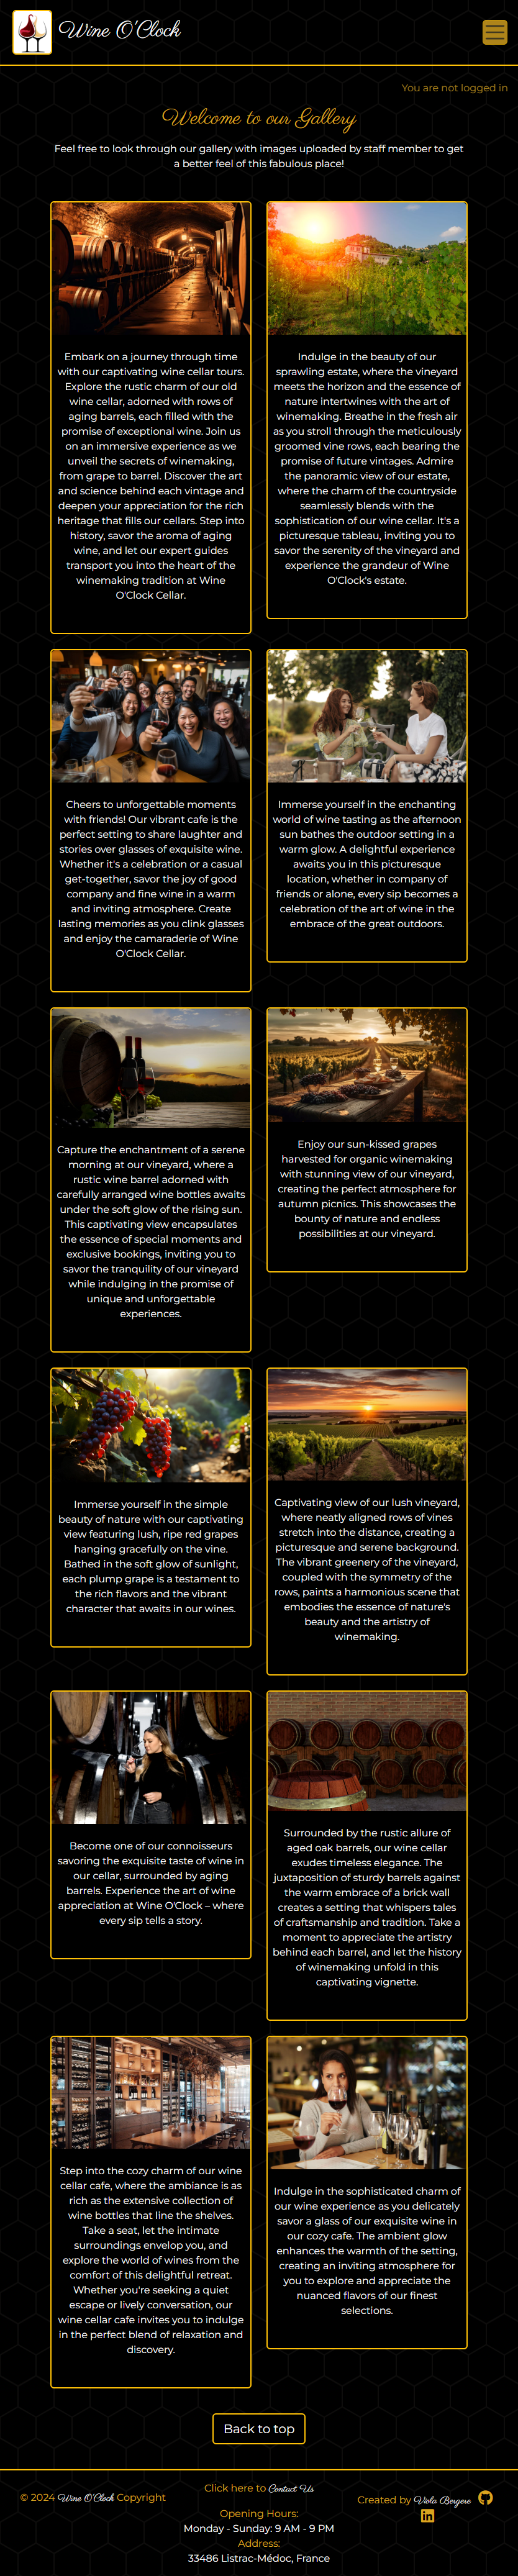 Wine O'Clock
You are not logged in
Welcome to our Gallery
Feel free to look through our gallery with images uploaded by staff member to get
a better feel of this fabulous place!
Embark on a journey through time
with our captivating wine cellar tours.
Explore the rustic charm of our old
wine cellar, adorned with rows of
aging barrels, each filled with the
promise of exceptional wine. Join us
on an immersive experience as we
unveil the secrets of winemaking,
from grape to barrel. Discover the art
and science behind each vintage and
deepen your appreciation for the rich
heritage that fills our cellars. Step into
history, savor the aroma of aging
wine, and let our expert guides
transport you into the heart of the
winemaking tradition at Wine
O'Clock Cellar.
Indulge in the beauty of our
sprawling estate, where the vineyard
meets the horizon and the essence of
nature intertwines with the art of
winemaking. Breathe in the fresh air
as you stroll through the meticulously
groomed vine rows, each bearing the
promise of future vintages. Admire
the panoramic view of our estate,
where the charm of the countryside
seamlessly blends with the
sophistication of our wine cellar. It's a
picturesque tableau, inviting you to
savor the serenity of the vineyard and
experience the grandeur of Wine
O'Clock's estate.
Cheers to unforgettable moments
with friends! Our vibrant cafe is the
perfect setting to share laughter and
stories over glasses of exquisite wine.
Whether it's a celebration or a casual
get-together, savor the joy of good
company and fine wine in a warm
and inviting atmosphere. Create
lasting memories as you clink glasses
and enjoy the camaraderie of Wine
O'Clock Cellar.
Immerse yourself in the enchanting
world of wine tasting as the afternoon
sun bathes the outdoor setting in a
warm glow. A delightful experience
awaits you in this picturesque
location, whether in company of
friends or alone, every sip becomes a
celebration of the art of wine in the
embrace of the great outdoors.
Capture the enchantment of a serene
morning at our vineyard, where a
rustic wine barrel adorned with
carefully arranged wine bottles awaits
under the soft glow of the rising sun.
This captivating view encapsulates
the essence of special moments and
exclusive bookings, inviting you to
savor the tranquility of our vineyard
while indulging in the promise of
unique and unforgettable
experiences.
Enjoy our sun-kissed grapes
harvested for organic winemaking
with stunning view of our vineyard,
creating the perfect atmosphere for
autumn picnics. This showcases the
bounty of nature and endless
possibilities at our vineyard.
Immerse yourself in the simple
beauty of nature with our captivating
view featuring lush, ripe red grapes
hanging gracefully on the vine.
Bathed in the soft glow of sunlight,
each plump grape is a testament to
the rich flavors and the vibrant
character that awaits in our wines.
Captivating view of our lush vineyard,
where neatly aligned rows of vines
stretch into the distance, creating a
picturesque and serene background.
The vibrant greenery of the vineyard,
coupled with the symmetry of the
rows, paints a harmonious scene that
embodies the essence of nature's
beauty and the artistry of
winemaking.
Become one of our connoisseurs
savoring the exquisite taste of wine in
our cellar, surrounded by aging
barrels. Experience the art of wine
appreciation at Wine O'Clock – where
every sip tells a story.
Surrounded by the rustic allure of
aged oak barrels, our wine cellar
exudes timeless elegance. The
juxtaposition of sturdy barrels against
the warm embrace of a brick wall
creates a setting that whispers tales
of craftsmanship and tradition. Take a
moment to appreciate the artistry
behind each barrel, and let the history
of winemaking unfold in this
captivating vignette.
Step into the cozy charm of our wine
cellar cafe, where the ambiance is as
rich as the extensive collection of
wine bottles that line the shelves.
Take a seat, let the intimate
surroundings envelop you, and
explore the world of wines from the
comfort of this delightful retreat.
Whether you're seeking a quiet
escape or lively conversation, our
wine cellar cafe invites you to indulge
in the perfect blend of relaxation and
discovery.
Indulge in the sophisticated charm of
our wine experience as you delicately
savor a glass of exquisite wine in
our cozy cafe. The ambient glow
enhances the warmth of the setting,
creating an inviting atmosphere for
you to explore and appreciate the
nuanced flavors of our finest
selections.
Back to top
© 2024 Wine O'Clock Copyright
Click here to Contact Us
Opening Hours:
Monday - Sunday: 9 AM - 9 PM
Address:
33486 Listrac-Médoc, France
Created by Viola Bergere